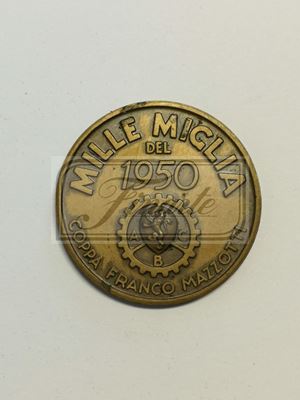 MILLE MIGLIA
DEL
1950
A B C
COPPA FRANCO MAZZOTTI